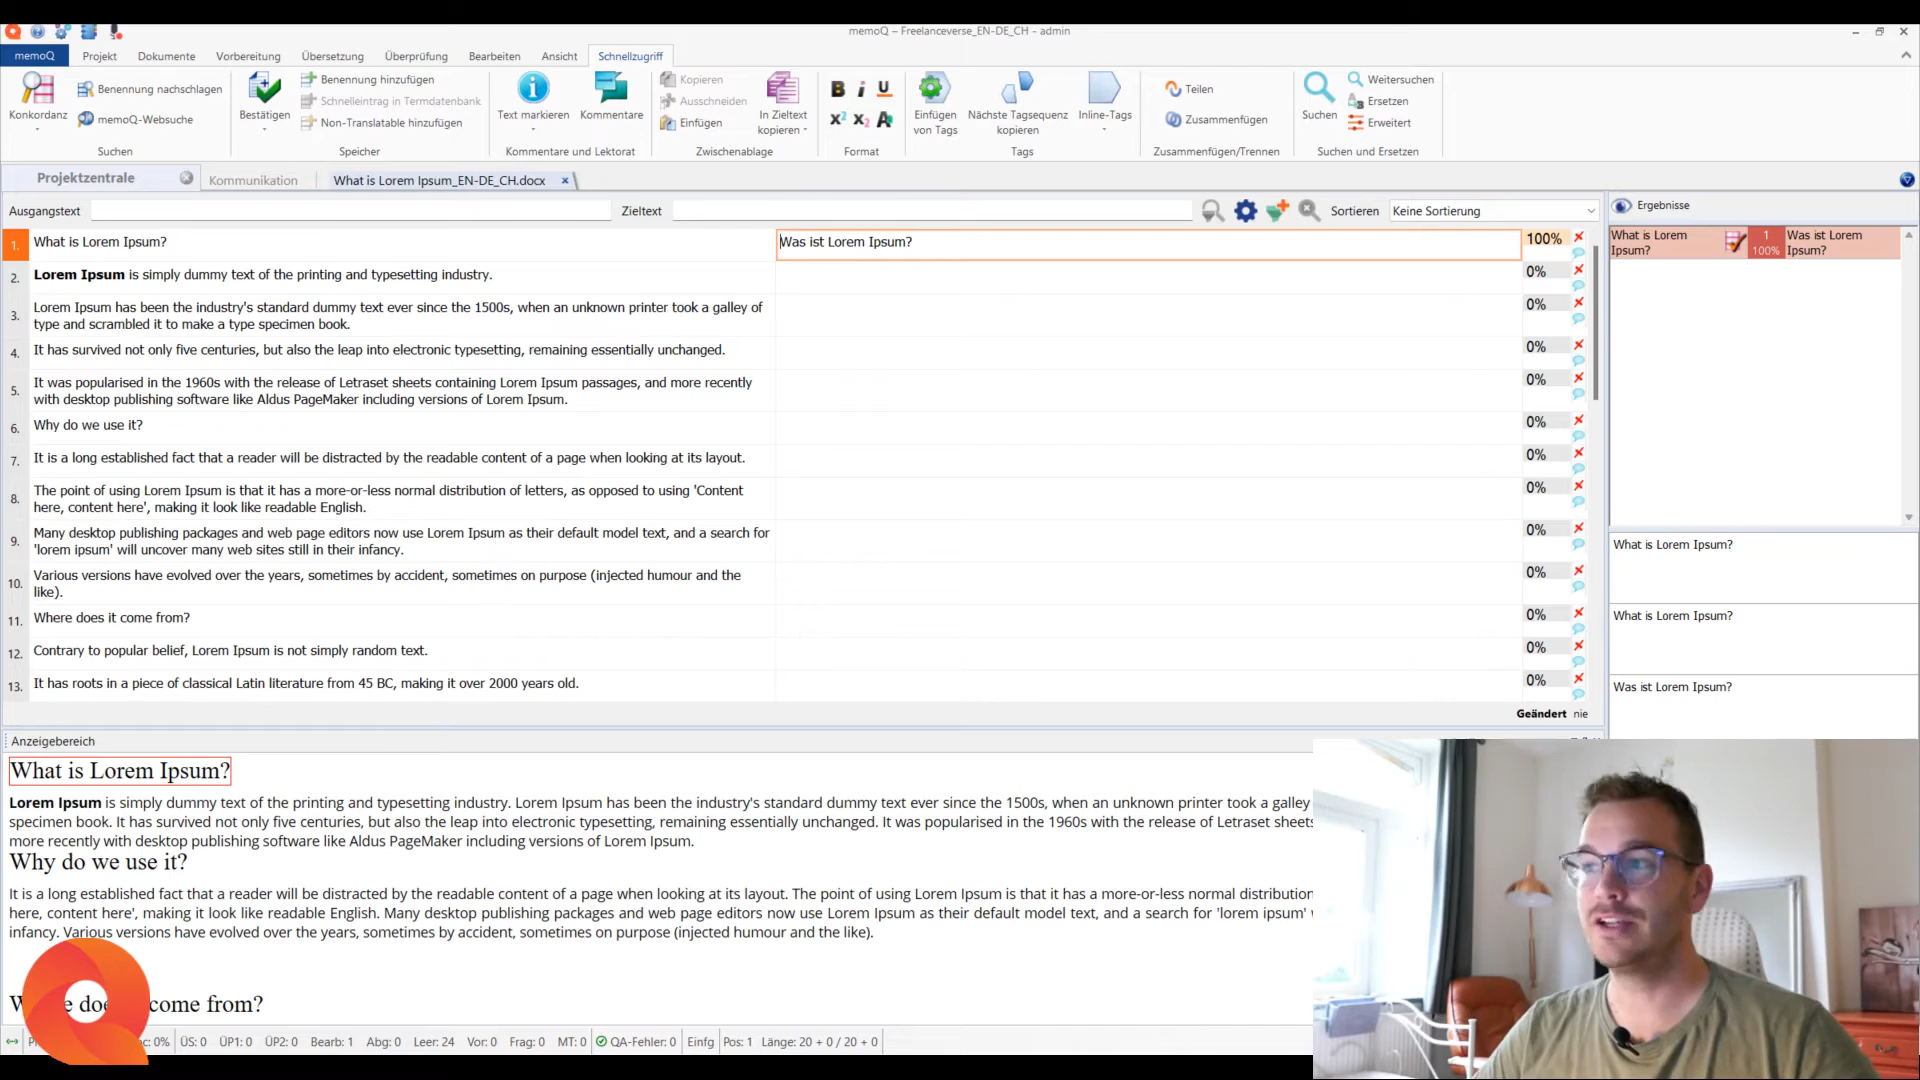 memoQ – Freelanceverse_EN-DE_CH - admin
memoQ Projekt Dokumente Vorbereitung Übersetzung Überprüfung Bearbeiten Ansicht Schnellzugriff
Konkordanz
Benennung nachschlagen
memoQ-Websuche
Suchen
Bestätigen
Benennung hinzufügen
Schnelleintrag in Termdatenbank
Non-Translatable hinzufügen
Speicher
Text markieren
Kommentare
Kommentare und Lektorat
Kopieren
Ausschneiden
Einfügen
In Zieltext
kopieren
Zwischenablage
B i U
X² X₂ A
Format
Einfügen
von Tags
Nächste Tagsequenz
kopieren
Inline-Tags
Tags
Teilen
Zusammenfügen
Zusammenfügen/Trennen
Suchen
Weitersuchen
Ersetzen
Erweitert
Suchen und Ersetzen
Projektzentrale
Kommunikation
What is Lorem Ipsum_EN-DE_CH.docx
Ausgangstext
Zieltext
Sortieren
Keine Sortierung
1. What is Lorem Ipsum?
Was ist Lorem Ipsum?
100%
2. Lorem Ipsum is simply dummy text of the printing and typesetting industry.
0%
3. Lorem Ipsum has been the industry's standard dummy text ever since the 1500s, when an unknown printer took a galley of
type and scrambled it to make a type specimen book.
0%
4. It has survived not only five centuries, but also the leap into electronic typesetting, remaining essentially unchanged.
0%
5. It was popularised in the 1960s with the release of Letraset sheets containing Lorem Ipsum passages, and more recently
with desktop publishing software like Aldus PageMaker including versions of Lorem Ipsum.
0%
6. Why do we use it?
0%
7. It is a long established fact that a reader will be distracted by the readable content of a page when looking at its layout.
0%
8. The point of using Lorem Ipsum is that it has a more-or-less normal distribution of letters, as opposed to using 'Content
here, content here', making it look like readable English.
0%
9. Many desktop publishing packages and web page editors now use Lorem Ipsum as their default model text, and a search for
'lorem ipsum' will uncover many web sites still in their infancy.
0%
10. Various versions have evolved over the years, sometimes by accident, sometimes on purpose (injected humour and the
like).
0%
11. Where does it come from?
0%
12. Contrary to popular belief, Lorem Ipsum is not simply random text.
0%
13. It has roots in a piece of classical Latin literature from 45 BC, making it over 2000 years old.
0%
Geändert nie
Ergebnisse
What is Lorem
Ipsum?
1
100%
Was ist Lorem
Ipsum?
What is Lorem Ipsum?
What is Lorem Ipsum?
Was ist Lorem Ipsum?
Anzeigebereich
What is Lorem Ipsum?
Lorem Ipsum is simply dummy text of the printing and typesetting industry. Lorem Ipsum has been the industry's standard dummy text ever since the 1500s, when an unknown printer took a galley
specimen book. It has survived not only five centuries, but also the leap into electronic typesetting, remaining essentially unchanged. It was popularised in the 1960s with the release of Letraset sheets
more recently with desktop publishing software like Aldus PageMaker including versions of Lorem Ipsum.
Why do we use it?
It is a long established fact that a reader will be distracted by the readable content of a page when looking at its layout. The point of using Lorem Ipsum is that it has a more-or-less normal distribution
here, content here', making it look like readable English. Many desktop publishing packages and web page editors now use Lorem Ipsum as their default model text, and a search for 'lorem ipsum'
infancy. Various versions have evolved over the years, sometimes by accident, sometimes on purpose (injected humour and the like).
come from?
0% ÜS: 0 ÜP1: 0 ÜP2: 0 Bearb: 1 Abg: 0 Leer: 24 Vor: 0 Frag: 0 MT: 0 QA-Fehler: 0 Einfg Pos: 1 Länge: 20 + 0 / 20 + 0